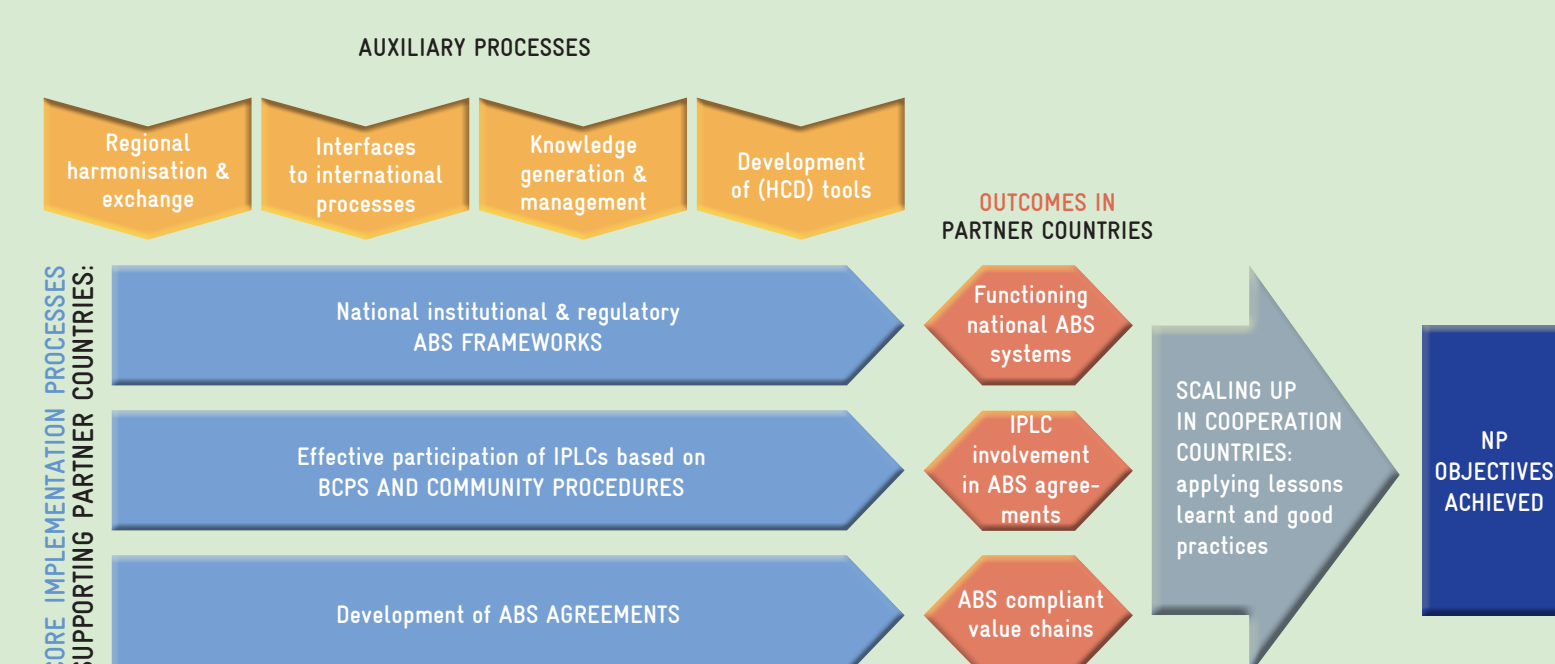 AUXILIARY PROCESSES
Regional
harmonisation &
exchange
Interfaces
to international
processes
Knowledge
generation &
management
Development
of (HCD) tools
OUTCOMES IN
PARTNER COUNTRIES
CORE IMPLEMENTATION PROCESSES
SUPPORTING PARTNER COUNTRIES:
National institutional & regulatory
ABS FRAMEWORKS
Functioning
national ABS
systems
Effective participation of IPLCs based on
BCPS AND COMMUNITY PROCEDURES
IPLC
involvement
in ABS agree-
ments
Development of ABS AGREEMENTS
ABS compliant
value chains
SCALING UP
IN COOPERATION
COUNTRIES:
applying lessons
learnt and good
practices
NP
OBJECTIVES
ACHIEVED